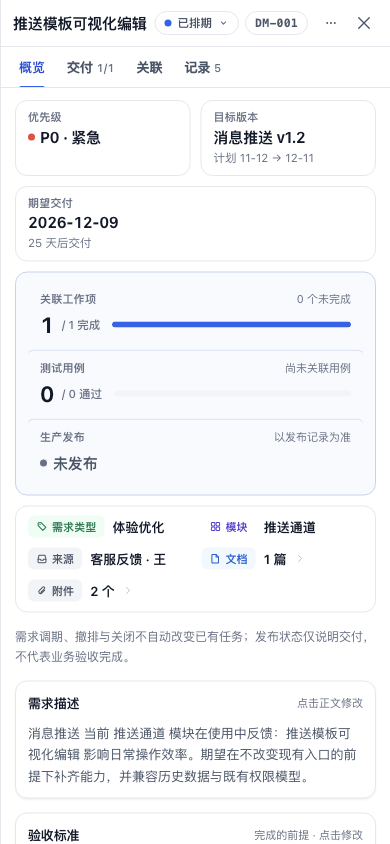 推送模板可视化编辑 已排期 DM-001
概览 交付 1/1 关联 记录 5
优先级
P0 · 紧急
目标版本
消息推送 v1.2
计划 11-12 → 12-11
期望交付
2026-12-09
25 天后交付
关联工作项 0 个未完成
1 / 1 完成
测试用例 尚未关联用例
0 / 0 通过
生产发布 以发布记录为准
未发布
需求类型 体验优化 模块 推送通道
来源 客服反馈 · 王 文档 1 篇
附件 2 个
需求调期、撤排与关闭不自动改变已有任务；发布状态仅说明交付，
不代表业务验收完成。
需求描述 点击正文修改
消息推送 当前 推送通道 模块在使用中反馈：推送模板可
视化编辑 影响日常操作效率。期望在不改变现有入口的前
提下补齐能力，并兼容历史数据与既有权限模型。
验收标准 完成的前提 · 点击修改